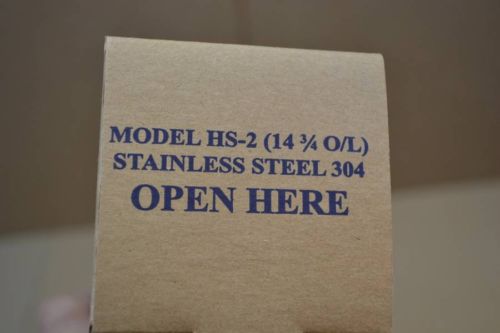 MODEL HS-2 (14 ¾ O/L)
STAINLESS STEEL 304
OPEN HERE